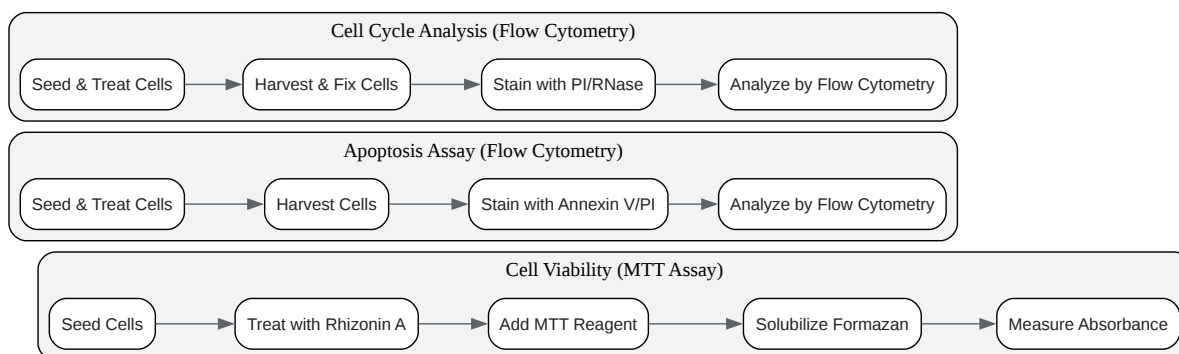 Cell Cycle Analysis (Flow Cytometry)
Seed & Treat Cells
Harvest & Fix Cells
Stain with PI/RNase
Analyze by Flow Cytometry
Apoptosis Assay (Flow Cytometry)
Seed & Treat Cells
Harvest Cells
Stain with Annexin V/PI
Analyze by Flow Cytometry
Cell Viability (MTT Assay)
Seed Cells
Treat with Rhizonin A
Add MTT Reagent
Solubilize Formazan
Measure Absorbance